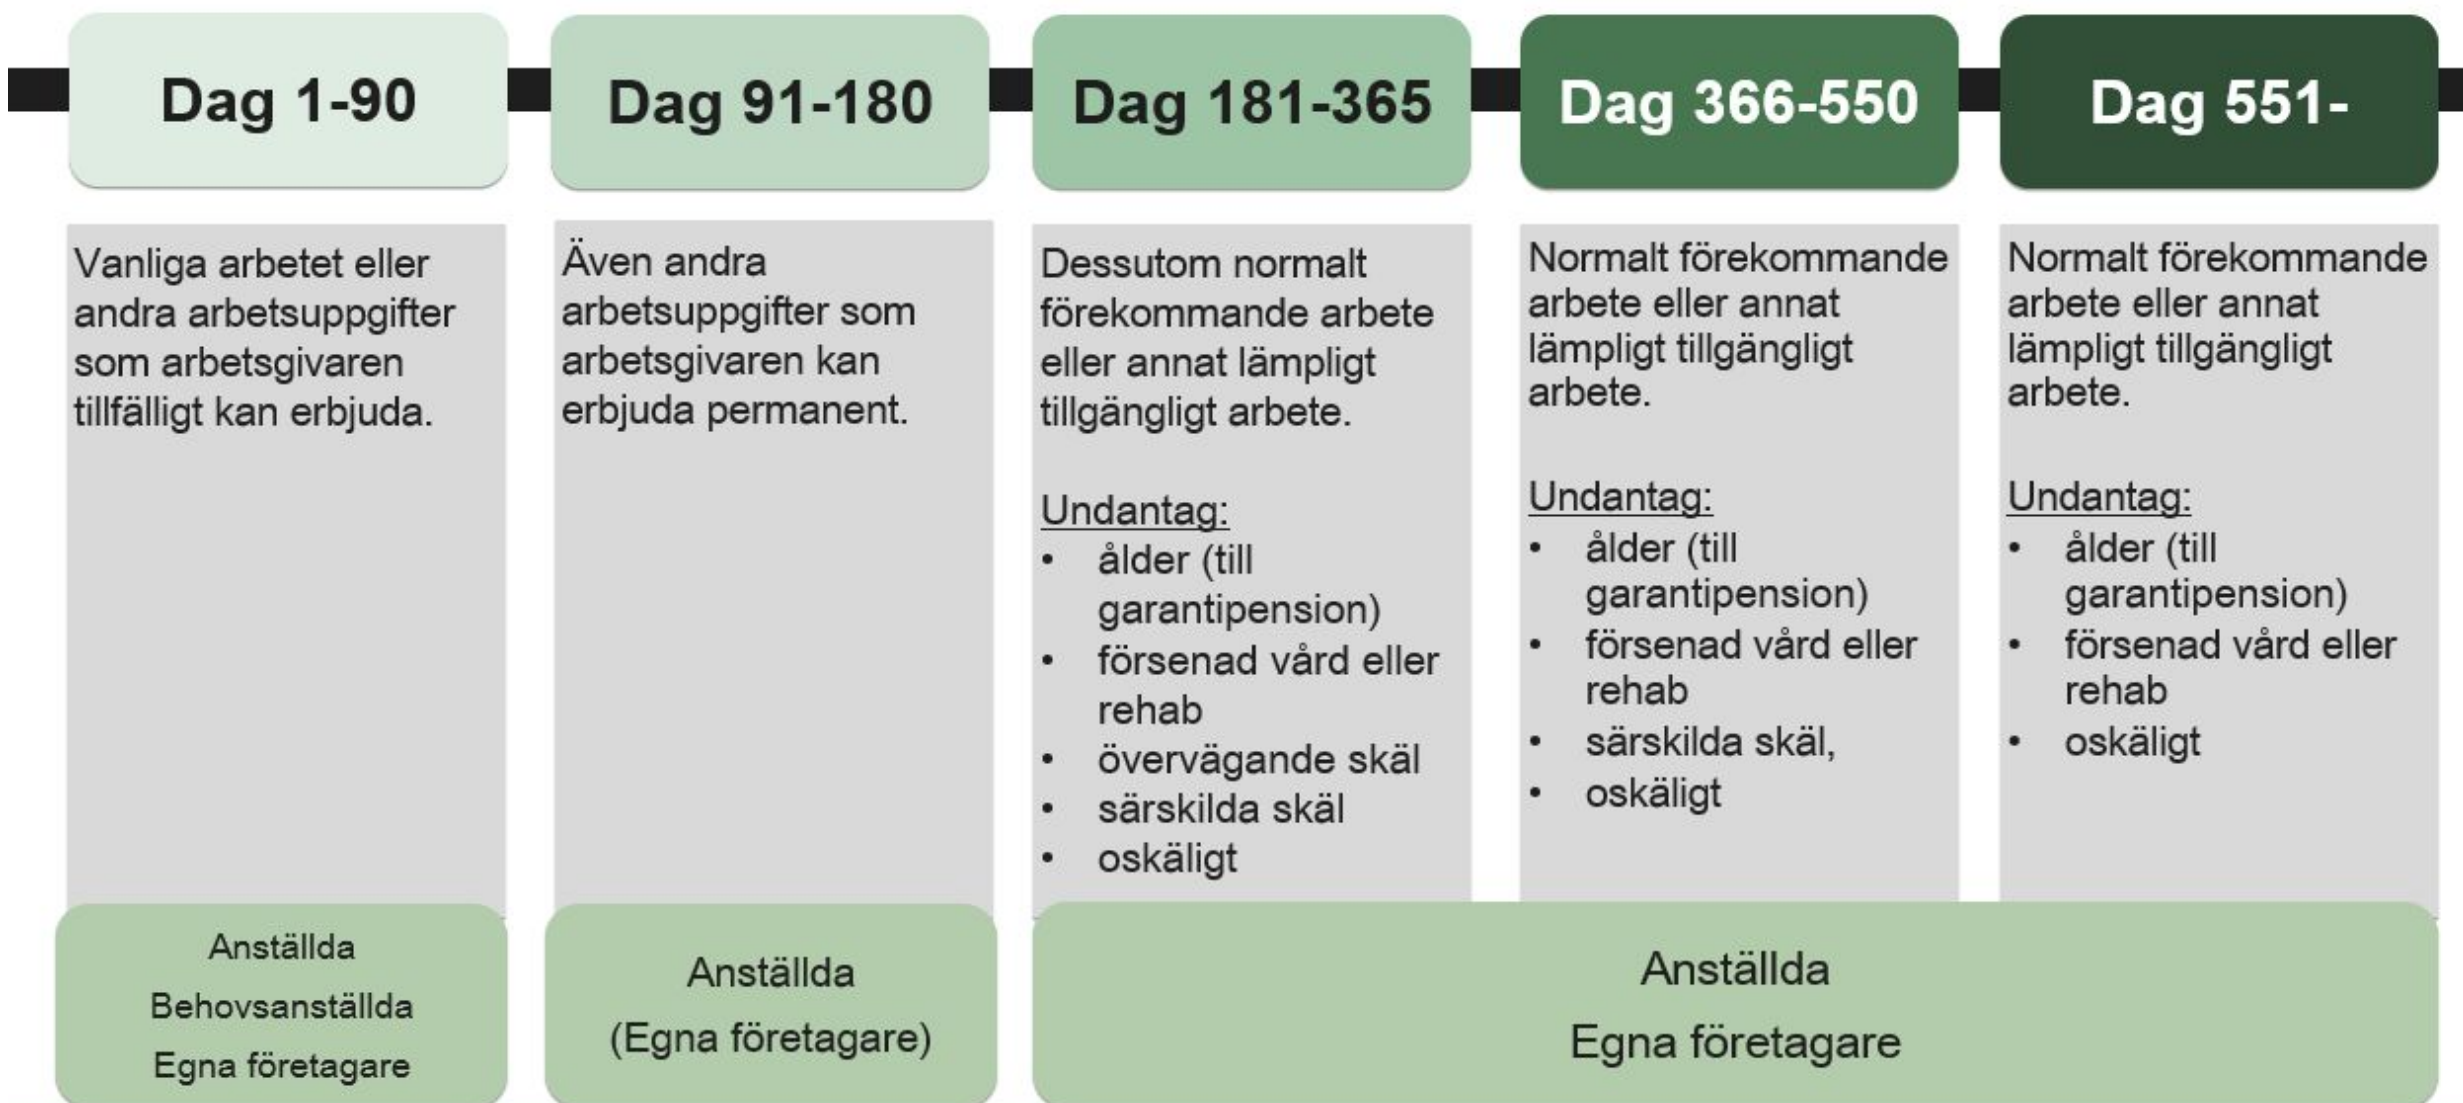 Dag 1-90
Dag 91-180
Dag 181-365
Dag 366-550
Dag 551-
Vanliga arbetet eller
andra arbetsuppgifter
som arbetsgivaren
tillfälligt kan erbjuda.
Även andra
arbetsuppgifter som
arbetsgivaren kan
erbjuda permanent.
Dessutom normalt
förekommande arbete
eller annat lämpligt
tillgängligt arbete.
Undantag:
• ålder (till
garantipension)
• försenad vård eller
rehab
• övervägande skäl
• särskilda skäl
• oskäligt
Normalt förekommande
arbete eller annat
lämpligt tillgängligt
arbete.
Undantag:
• ålder (till
garantipension)
• försenad vård eller
rehab
• särskilda skäl,
• oskäligt
Normalt förekommande
arbete eller annat
lämpligt tillgängligt
arbete.
Undantag:
• ålder (till
garantipension)
• försenad vård eller
rehab
• oskäligt
Anställda
Behovsanställda
Egna företagare
Anställda
(Egna företagare)
Anställda
Egna företagare